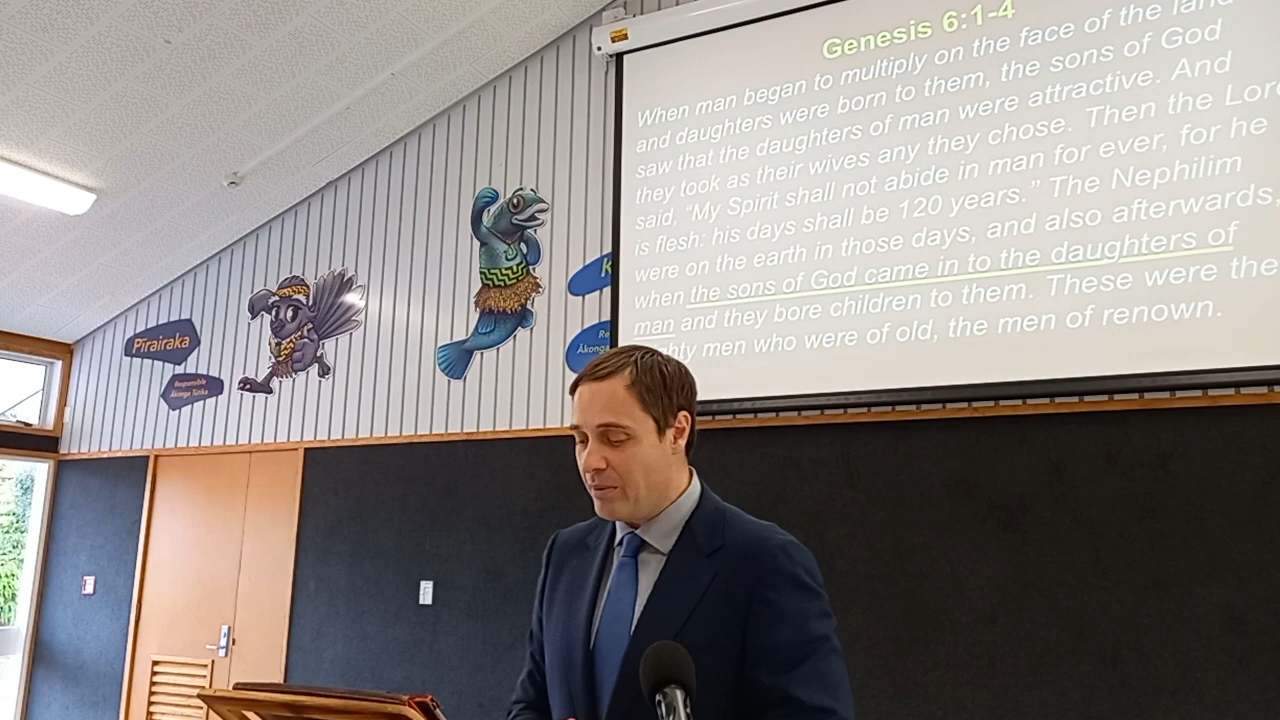 Genesis 6:1-4
When man began to multiply on the face of the land
and daughters were born to them, the sons of God
saw that the daughters of man were attractive. And
they took as their wives any they chose. Then the Lord
said, “My Spirit shall not abide in man for ever, for he
is flesh: his days shall be 120 years.” The Nephilim
were on the earth in those days, and also afterwards,
when the sons of God came in to the daughters of
man and they bore children to them. These were the
mighty men who were of old, the men of renown.
Pīrairaka
Responsible
Ākonga Tūtika
K
Re
Ākonga